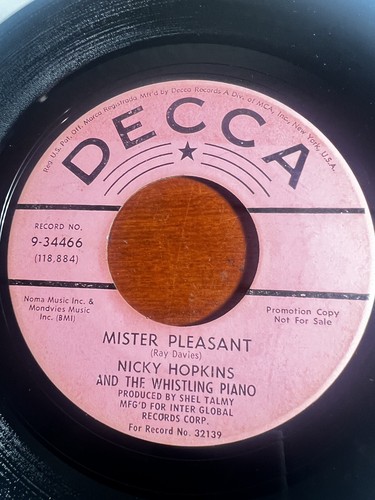 Reg. U.S. Pat. Off. Marca Registrada Mfr'd by Decca Records A Div. of MCA, Inc., New York, U.S.A.
DECCA
RECORD NO.
9-34466
(118,884)
Noma Music Inc. &
Mondvies Music
Inc. (BMI)
Promotion Copy
Not For Sale
MISTER PLEASANT
(Ray Davies)
NICKY HOPKINS
AND THE WHISTLING PIANO
PRODUCED BY SHEL TALMY
MFG'D FOR INTER GLOBAL
RECORDS CORP.
For Record No. 32139